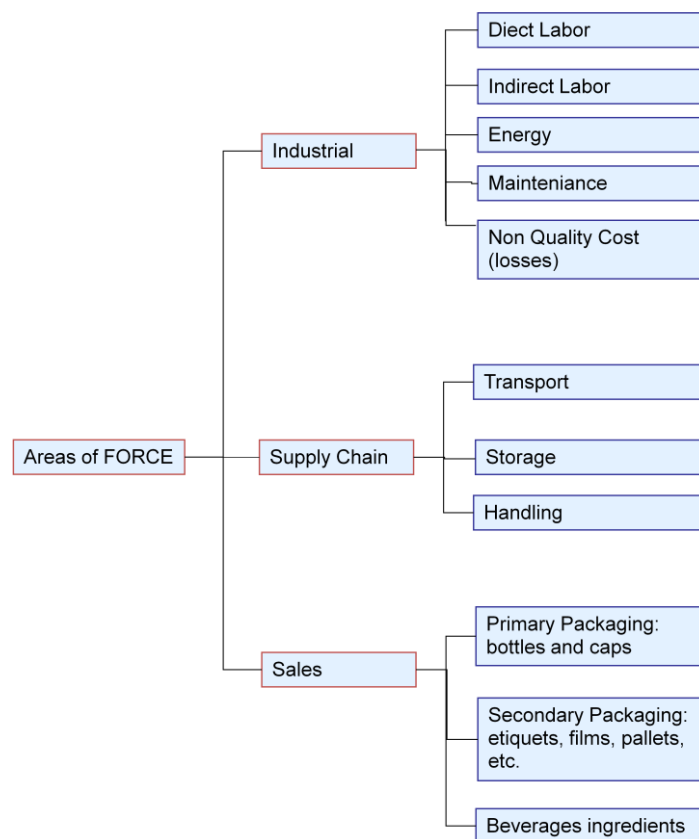 Diect Labor
Indirect Labor
Energy
Industrial
Mainteniance
Non Quality Cost
(losses)
Transport
Areas of FORCE
Supply Chain
Storage
Handling
Primary Packaging:
bottles and caps
Sales
Secondary Packaging:
etiquets, films, pallets,
etc.
Beverages ingredients